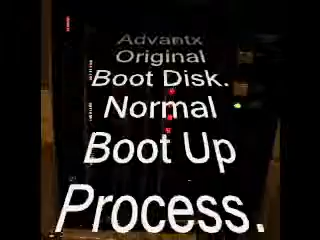 Advantx
Original
Boot Disk.
Normal
Boot Up
Process.